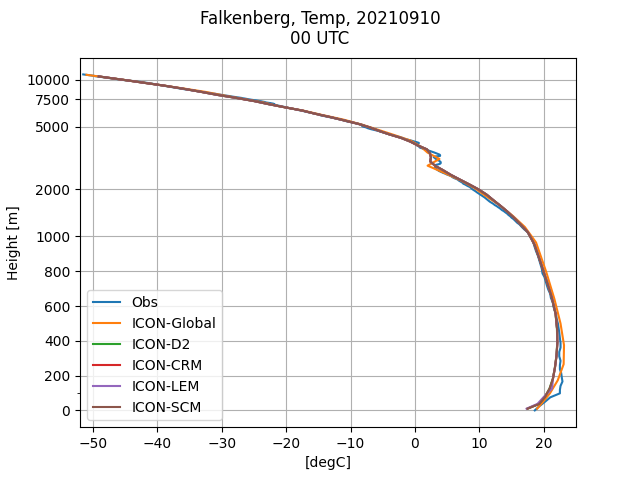 Falkenberg, Temp, 20210910
00 UTC
Height [m]
10000
7500
5000
2000
1000
800
600
400
200
0
Obs
ICON-Global
ICON-D2
ICON-CRM
ICON-LEM
ICON-SCM
−50
−40
−30
−20
−10
0
10
20
[degC]